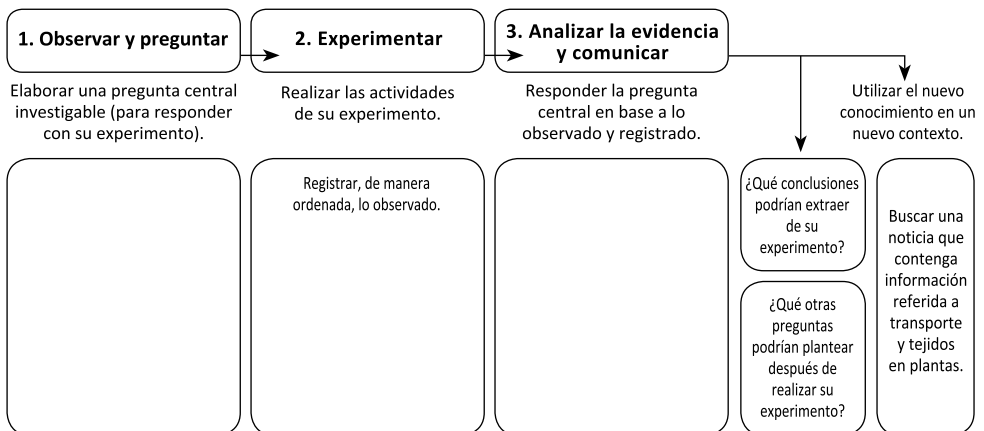 1. Observar y preguntar
2. Experimentar
3. Analizar la evidencia
y comunicar
Elaborar una pregunta central
investigable (para responder
con su experimento).
Realizar las actividades
de su experimento.
Responder la pregunta
central en base a lo
observado y registrado.
Utilizar el nuevo
conocimiento en un
nuevo contexto.
Registrar, de manera
ordenada, lo observado.
¿Qué conclusiones
podrían extraer
de su
experimento?
¿Qué otras
preguntas
podrían plantear
después de
realizar su
experimento?
Buscar una
noticia que
contenga
información
referida a
transporte
y tejidos
en plantas.